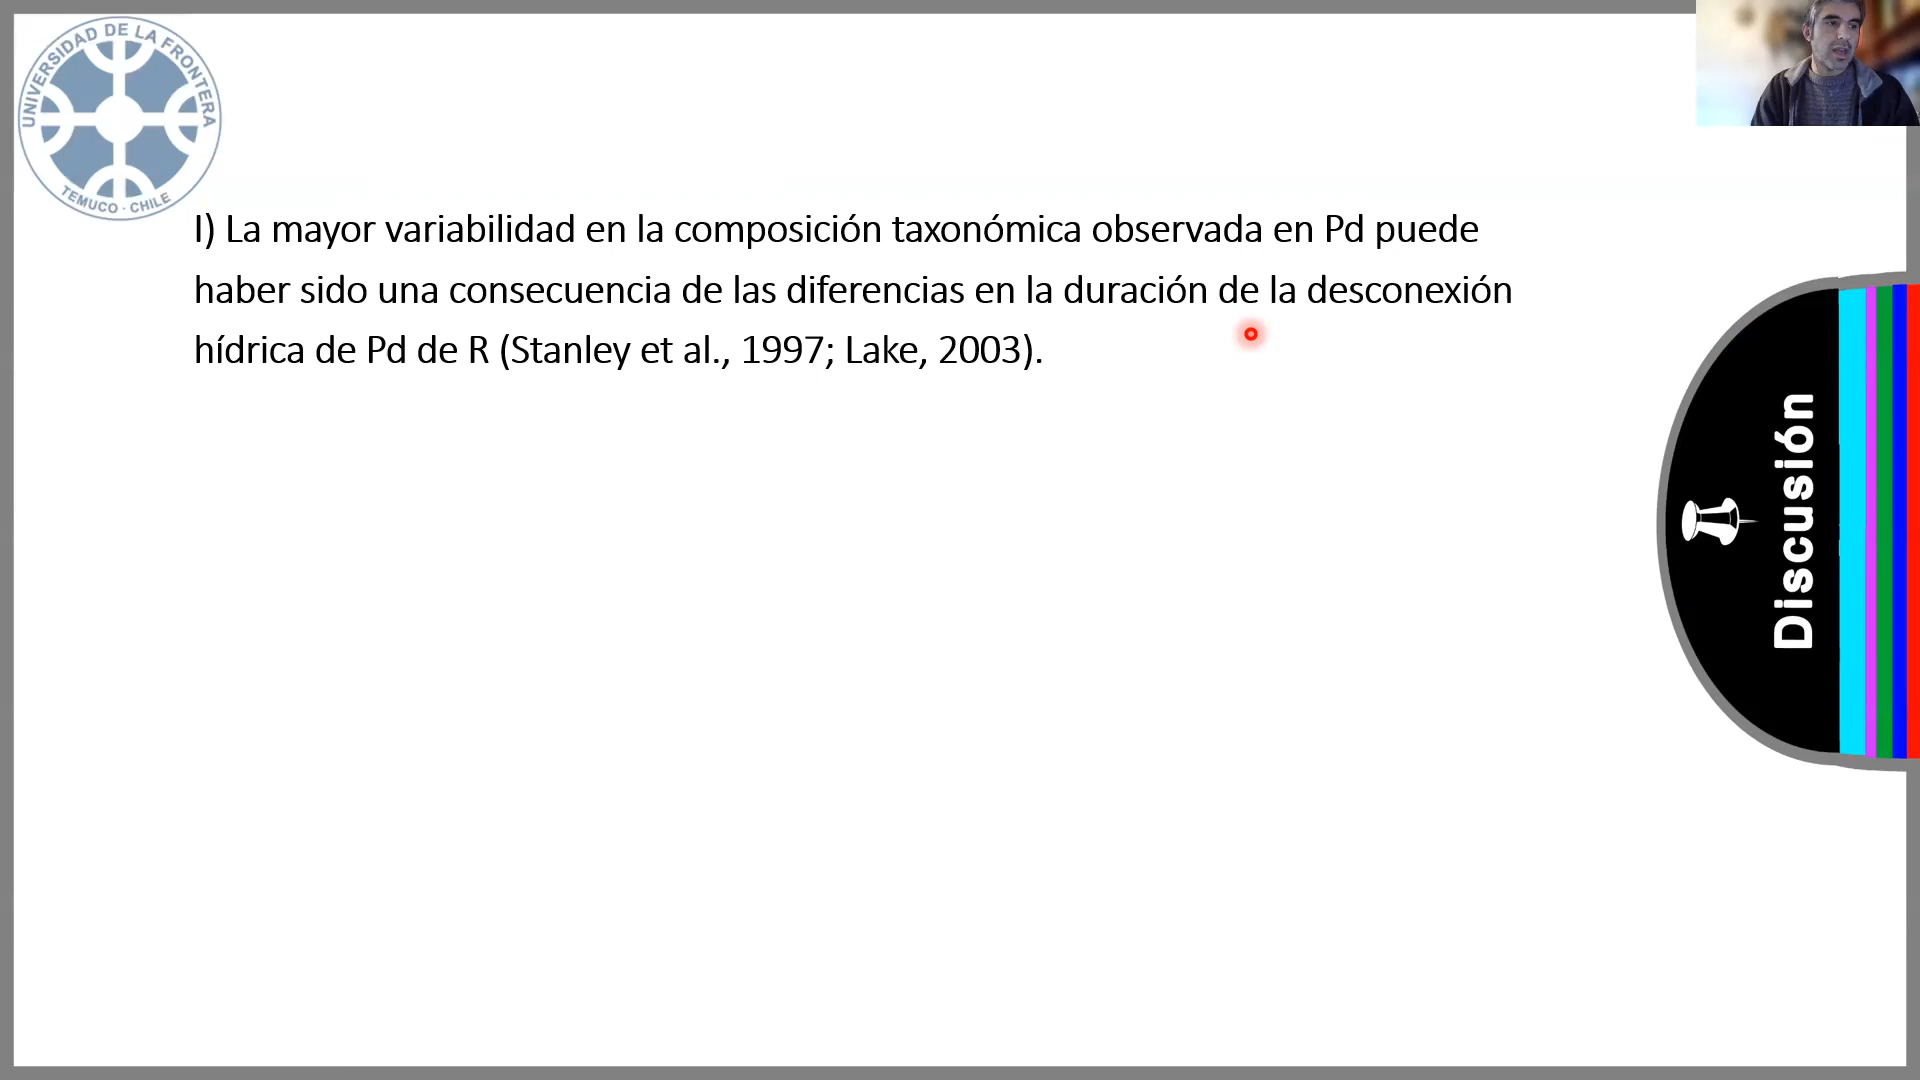 UNIVERSIDAD DE LA FRONTERA
TEMUCO - CHILE
I) La mayor variabilidad en la composición taxonómica observada en Pd puede
haber sido una consecuencia de las diferencias en la duración de la desconexión
hídrica de Pd de R (Stanley et al., 1997; Lake, 2003).
Discusión